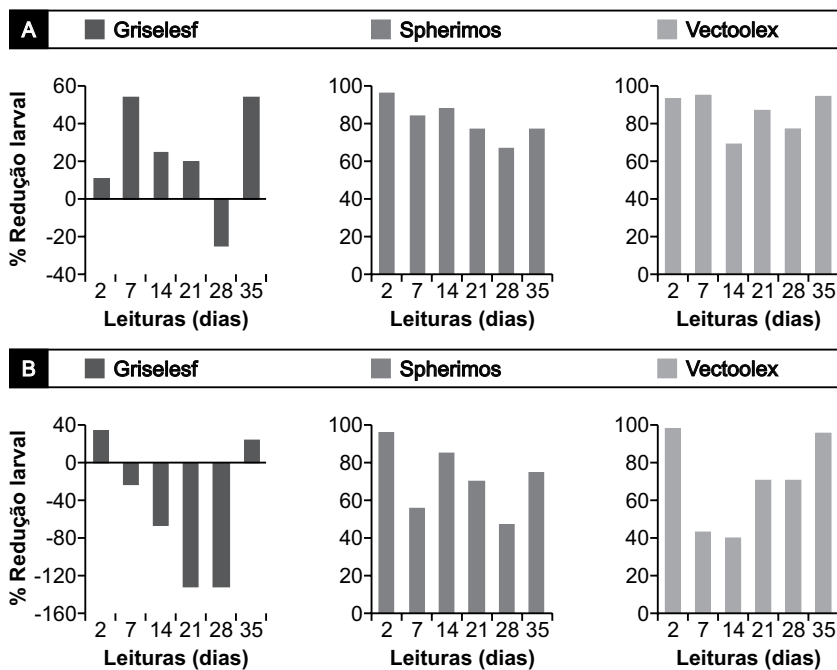 A Griselesf Spherimos Vectoolex
60 100 100
40 80 80
20 60 60
0 40 40
-20 20 20
-40 0 0
% Redução larval
2 7 14 21 28 35 2 7 14 21 28 35 2 7 14 21 28 35
Leituras (dias) Leituras (dias) Leituras (dias)
B Griselesf Spherimos Vectoolex
40 100 100
0 80 80
-40 60 60
-80 40 40
-120 20 20
-160 0 0
% Redução larval
2 7 14 21 28 35 2 7 14 21 28 35 2 7 14 21 28 35
Leituras (dias) Leituras (dias) Leituras (dias)